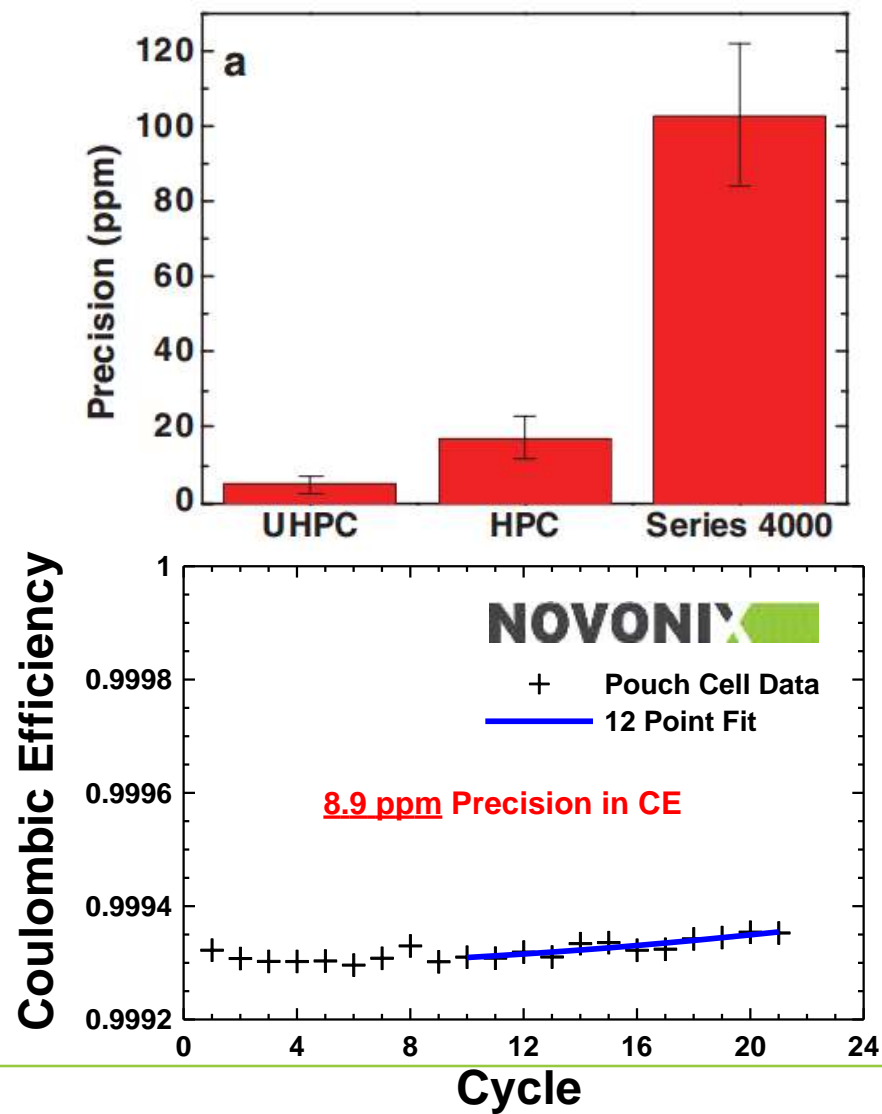 a
Precision (ppm)
120
100
80
60
40
20
0
UHPC HPC Series 4000
Coulombic Efficiency
1
0.9998
0.9996
0.9994
0.9992
NOVONIX
Pouch Cell Data
12 Point Fit
8.9 ppm Precision in CE
0 4 8 12 16 20 24
Cycle